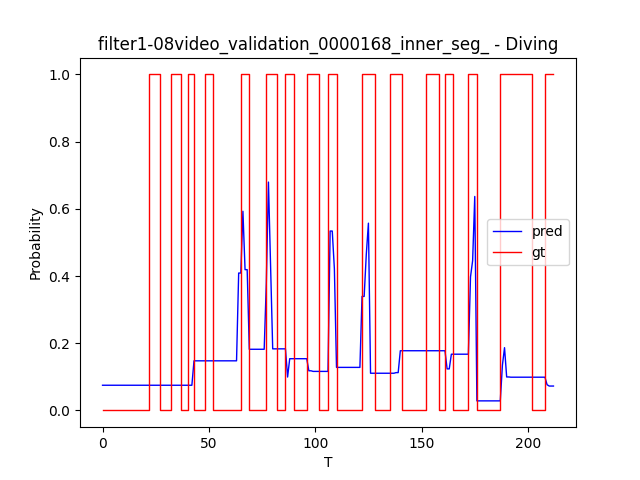 filter1-08video_validation_0000168_inner_seg_ - Diving
1.0
0.8
0.6
0.4
0.2
0.0
Probability
pred
gt
0
50
100
150
200
T